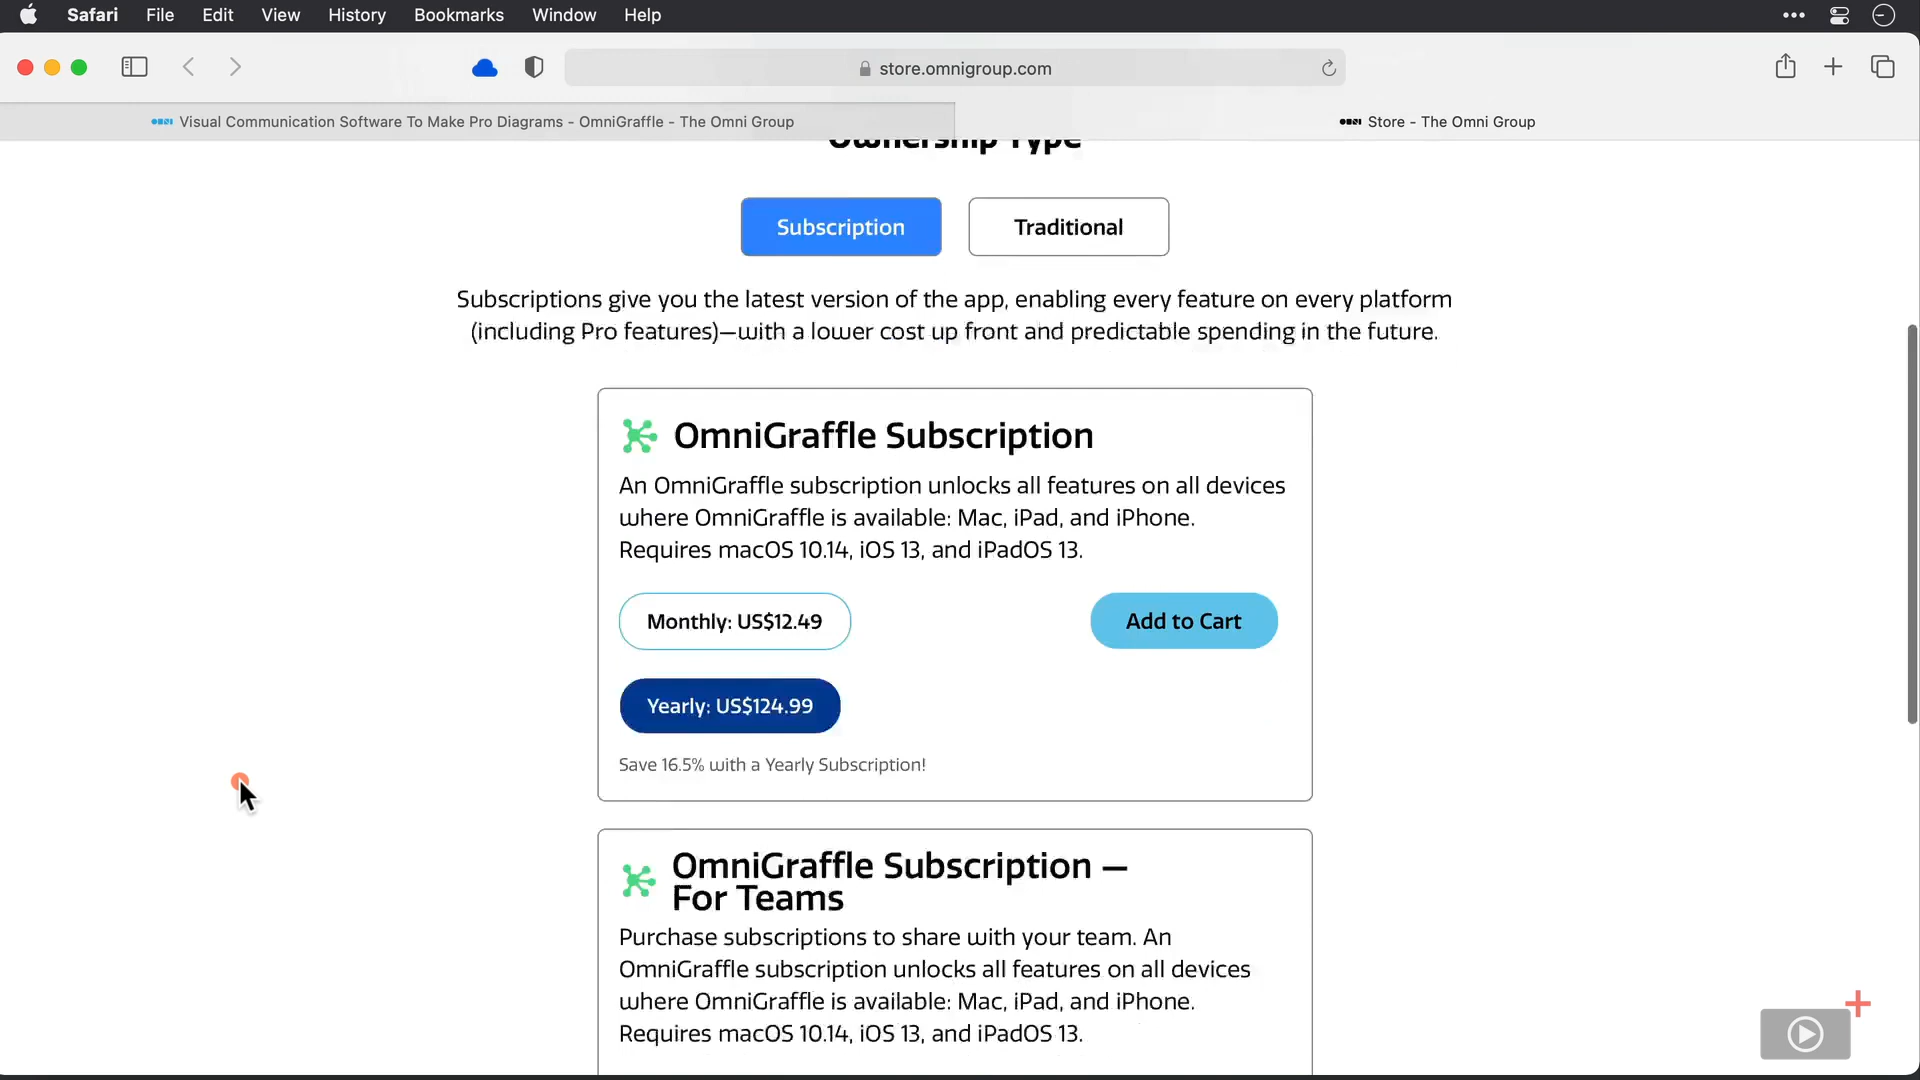 Safari File Edit View History Bookmarks Window Help
store.omnigroup.com
Visual Communication Software To Make Pro Diagrams - OmniGraffle - The Omni Group
Store - The Omni Group
Ownership Type
Subscription
Traditional
Subscriptions give you the latest version of the app, enabling every feature on every platform
(including Pro features)—with a lower cost up front and predictable spending in the future.
OmniGraffle Subscription
An OmniGraffle subscription unlocks all features on all devices
where OmniGraffle is available: Mac, iPad, and iPhone.
Requires macOS 10.14, iOS 13, and iPadOS 13.
Monthly: US$12.49
Add to Cart
Yearly: US$124.99
Save 16.5% with a Yearly Subscription!
OmniGraffle Subscription —
For Teams
Purchase subscriptions to share with your team. An
OmniGraffle subscription unlocks all features on all devices
where OmniGraffle is available: Mac, iPad, and iPhone.
Requires macOS 10.14, iOS 13, and iPadOS 13.